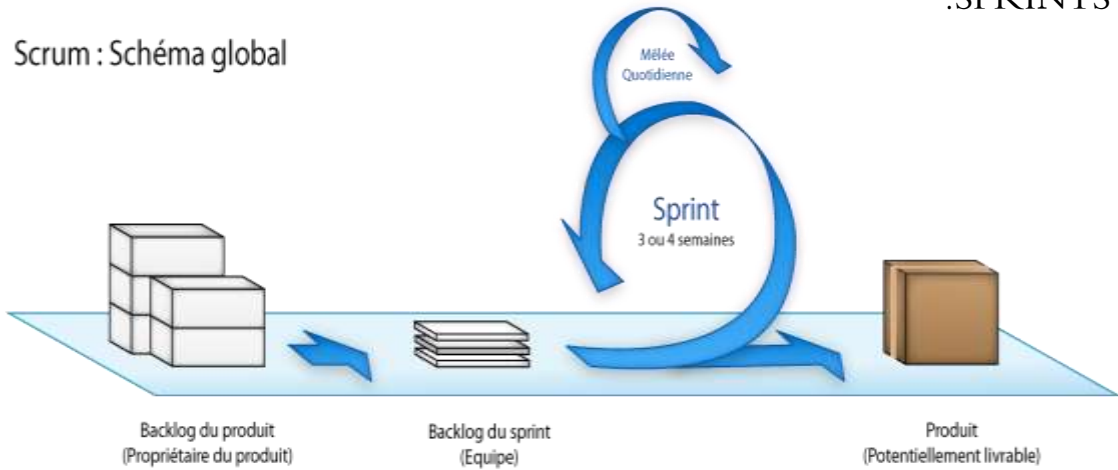 .SPRINTS
Scrum : Schéma global
Mêlée
Quotidienne
Sprint
3 ou 4 semaines
Backlog du produit
(Propriétaire du produit)
Backlog du sprint
(Equipe)
Produit
(Potentiellement livrable)